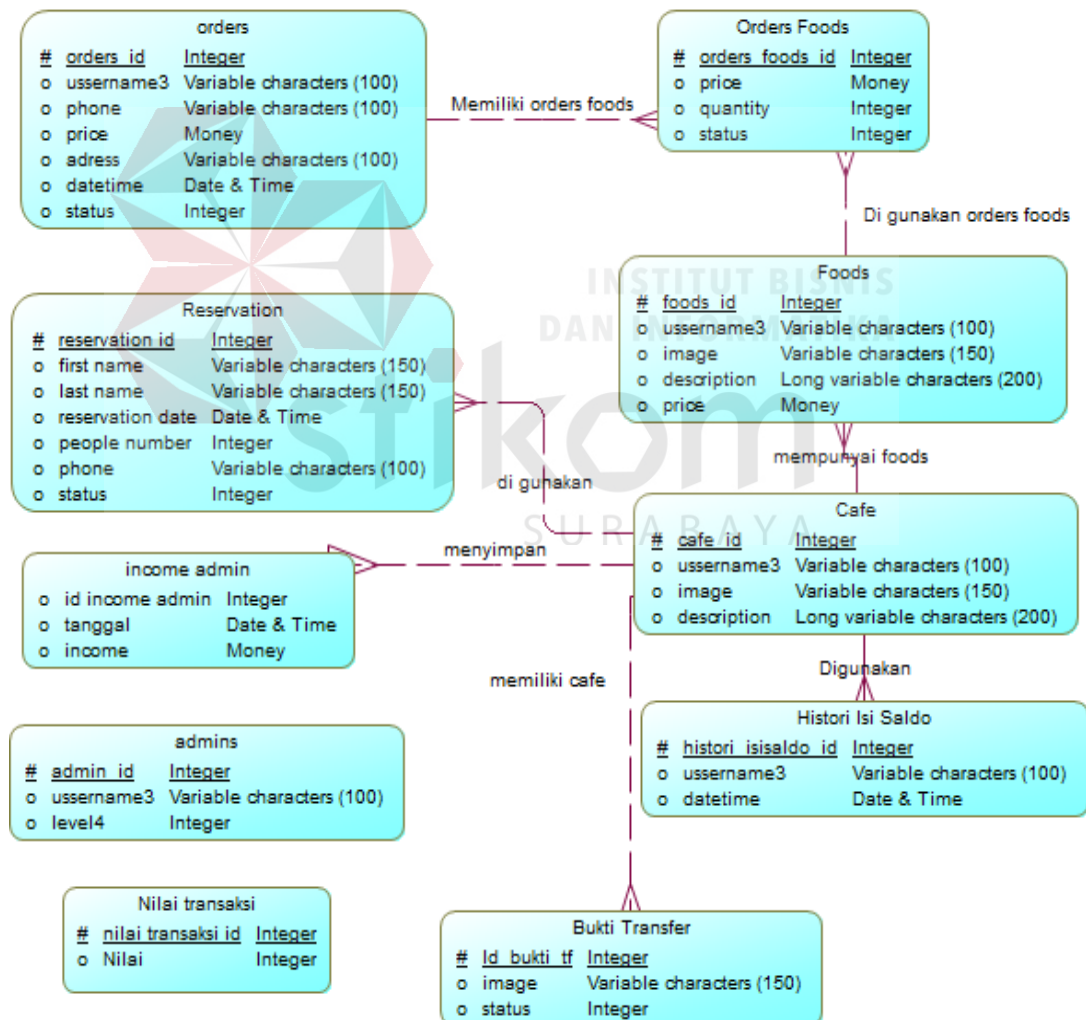 orders
# orders_id Integer
o ussername3 Variable characters (100)
o phone Variable characters (100)
o price Money
o adress Variable characters (100)
o datetime Date & Time
o status Integer
Memiliki orders foods
Orders Foods
# orders_foods_id Integer
o price Money
o quantity Integer
o status Integer
Di gunakan orders foods
Foods
# foods_id Integer
o ussername3 Variable characters (100)
o image Variable characters (150)
o description Long variable characters (200)
o price Money
INSTITUT BISNIS
DAN INFORMATIKA
stikom
SURABAYA
Reservation
# reservation id Integer
o first name Variable characters (150)
o last name Variable characters (150)
o reservation date Date & Time
o people number Integer
o phone Variable characters (100)
o status Integer
di gunakan
mempunyai foods
Cafe
# cafe_id Integer
o ussername3 Variable characters (100)
o image Variable characters (150)
o description Long variable characters (200)
menyimpan
income admin
o id income admin Integer
o tanggal Date & Time
o income Money
memiliki cafe
Digunakan
Histori Isi Saldo
# histori_isisaldo_id Integer
o ussername3 Variable characters (100)
o datetime Date & Time
admins
# admin_id Integer
o ussername3 Variable characters (100)
o level4 Integer
Nilai transaksi
# nilai transaksi id Integer
o Nilai Integer
Bukti Transfer
# Id_bukti_tf Integer
o image Variable characters (150)
o status Integer